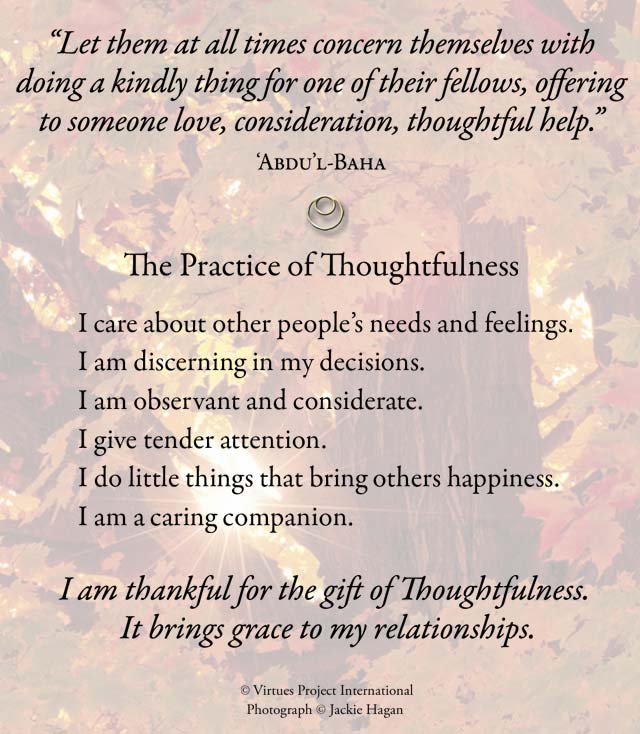 “Let them at all times concern themselves with
doing a kindly thing for one of their fellows, offering
to someone love, consideration, thoughtful help.”
‘Abdu’l-Baha
The Practice of Thoughtfulness
I care about other people’s needs and feelings.
I am discerning in my decisions.
I am observant and considerate.
I give tender attention.
I do little things that bring others happiness.
I am a caring companion.
I am thankful for the gift of Thoughtfulness.
It brings grace to my relationships.
© Virtues Project International
Photograph © Jackie Hagan